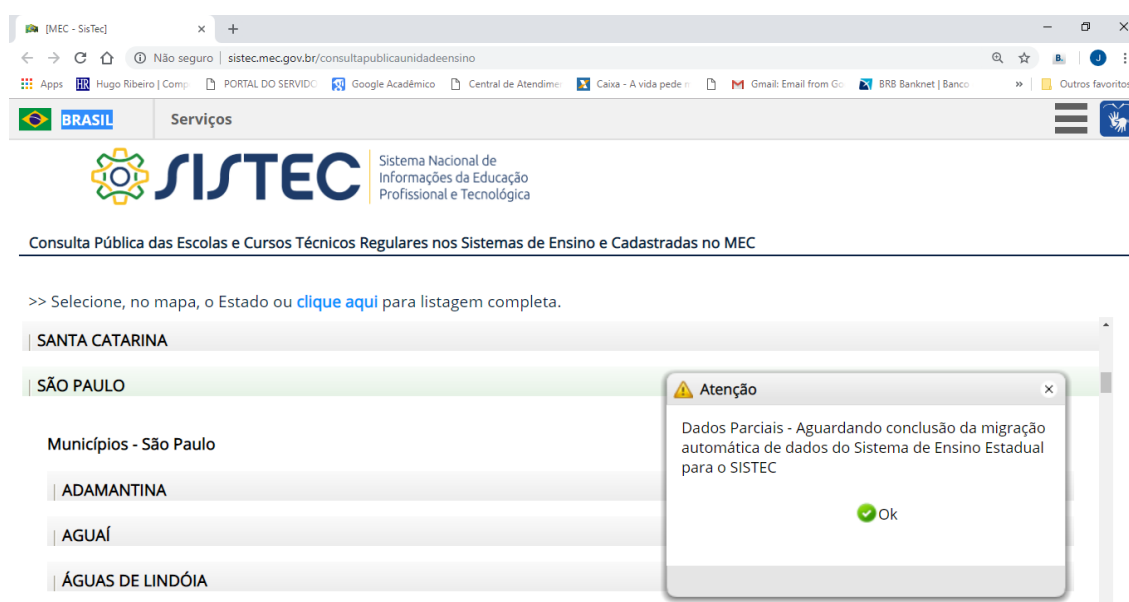 [MEC - SisTec]
Não seguro | sistec.mec.gov.br/consultapublicaunidadeensino
B.
J
Apps
HR Hugo Ribeiro | Comp
PORTAL DO SERVIDO
Google Acadêmico
Central de Atendime
Caixa - A vida pede n
Gmail: Email from Go
BRB Banknet | Banco
»
Outros favoritos
BRASIL
Serviços
SISTEC
Sistema Nacional de
Informações da Educação
Profissional e Tecnológica
Consulta Pública das Escolas e Cursos Técnicos Regulares nos Sistemas de Ensino e Cadastradas no MEC
>> Selecione, no mapa, o Estado ou clique aqui para listagem completa.
| SANTA CATARINA
| SÃO PAULO
Municípios - São Paulo
| ADAMANTINA
| AGUAÍ
| ÁGUAS DE LINDÓIA
Atenção
Dados Parciais - Aguardando conclusão da migração
automática de dados do Sistema de Ensino Estadual
para o SISTEC
Ok